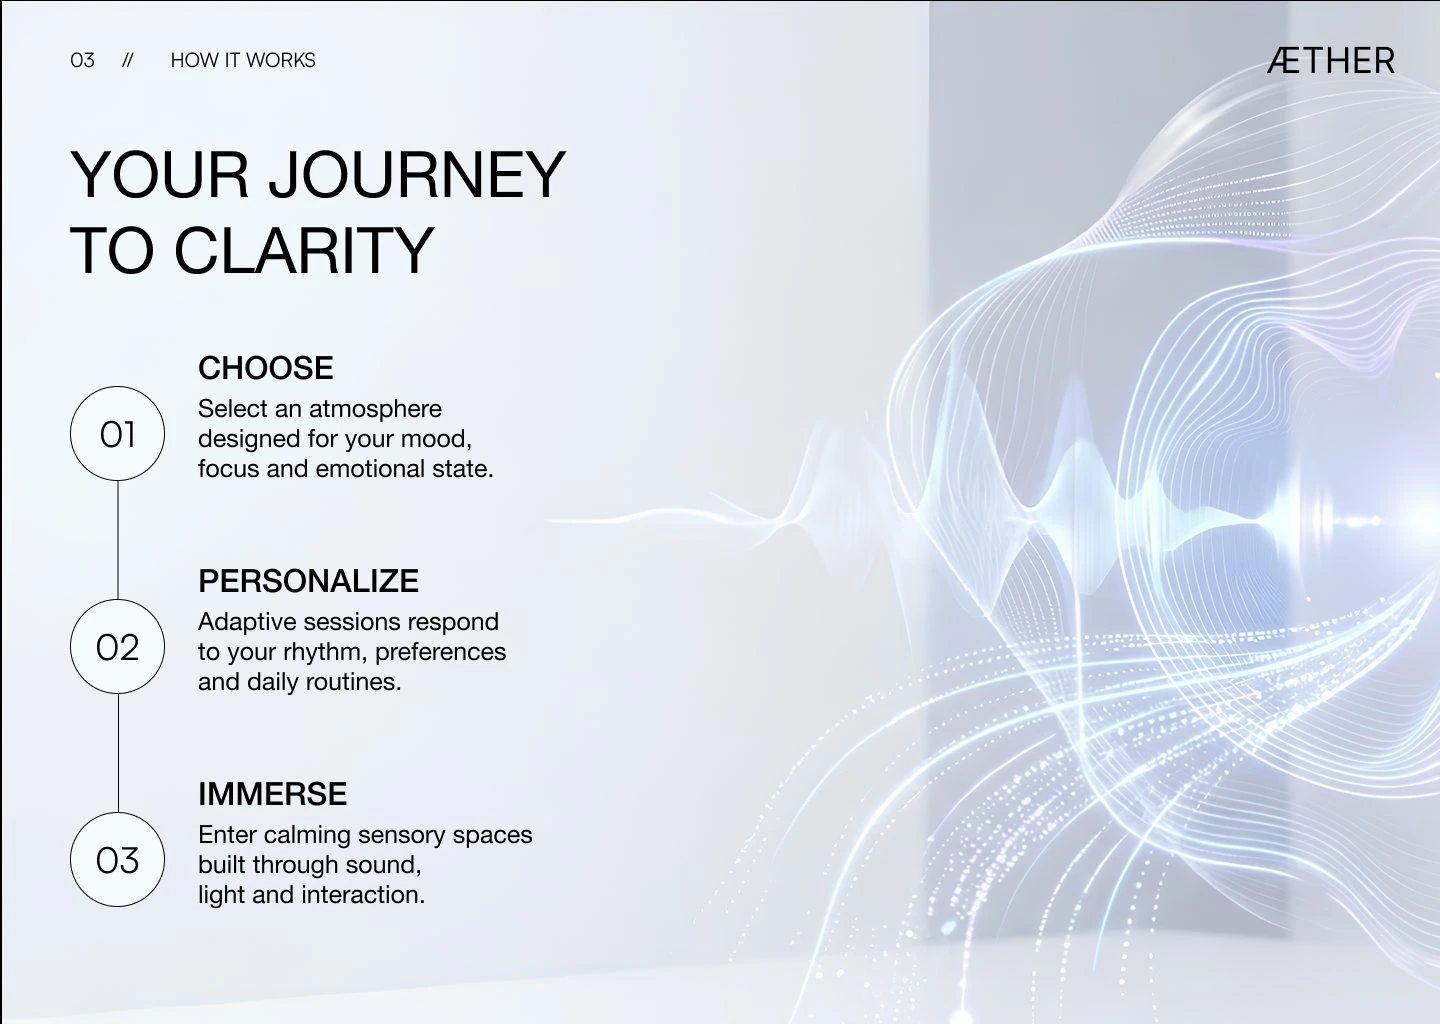 03 // HOW IT WORKS
ÆTHER
YOUR JOURNEY
TO CLARITY
01
CHOOSE
Select an atmosphere
designed for your mood,
focus and emotional state.
02
PERSONALIZE
Adaptive sessions respond
to your rhythm, preferences
and daily routines.
03
IMMERSE
Enter calming sensory spaces
built through sound,
light and interaction.